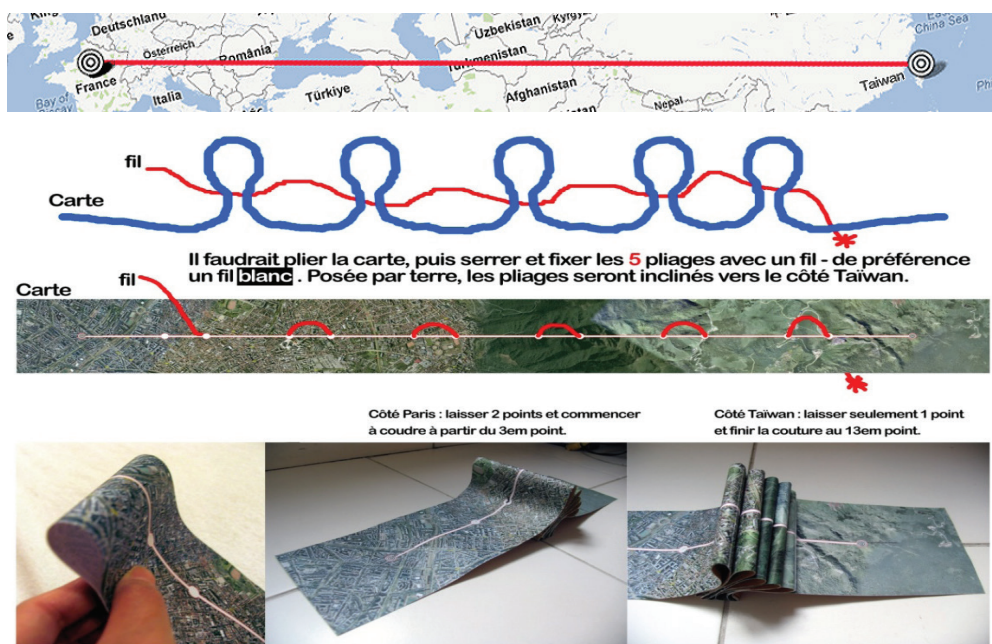 Deutschland
Österreich
România
France
Italia
Bay of
Türkiye
Uzbekistan
Turkmenistan
Afghanistan
Nepal
Taiwan
China Sea
fil
Carte
Il faudrait plier la carte, puis serrer et fixer les 5 pliages avec un fil - de préférence
un fil blanc . Posée par terre, les pliages seront inclinés vers le côté Taïwan.
fil
Carte
Côté Paris : laisser 2 points et commencer
à coudre à partir du 3em point.
Côté Taïwan : laisser seulement 1 point
et finir la couture au 13em point.